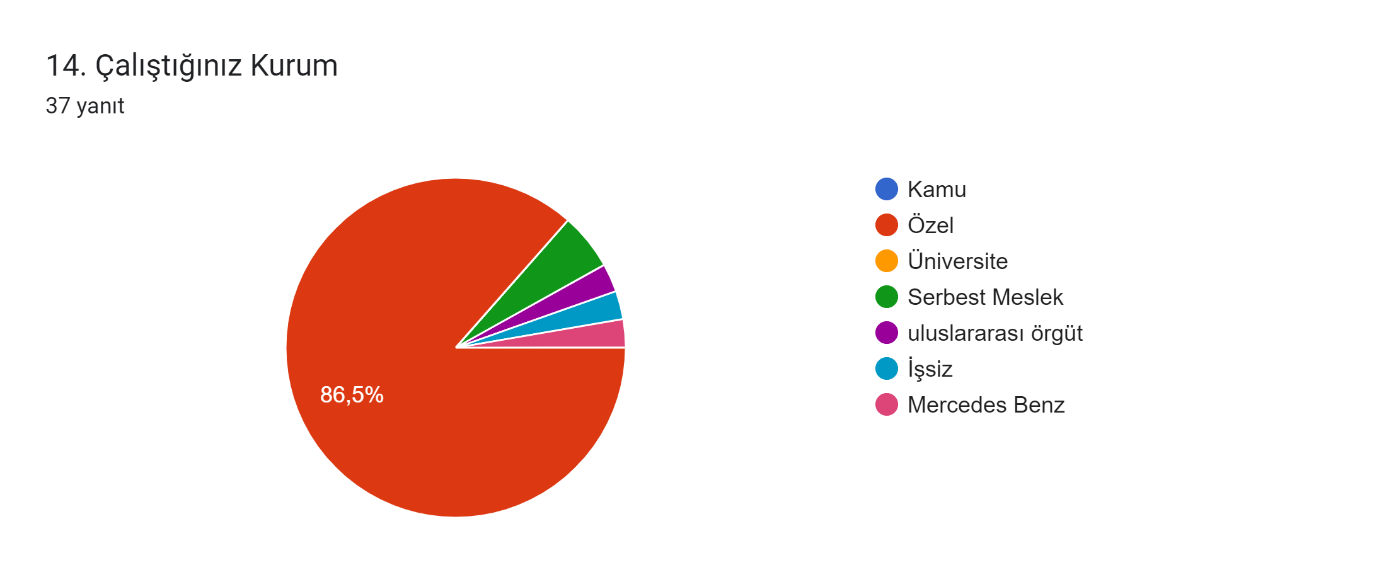 14. Çalıştığınız Kurum
37 yanıt
86,5%
Kamu
Özel
Üniversite
Serbest Meslek
uluslararası örgüt
İşsiz
Mercedes Benz